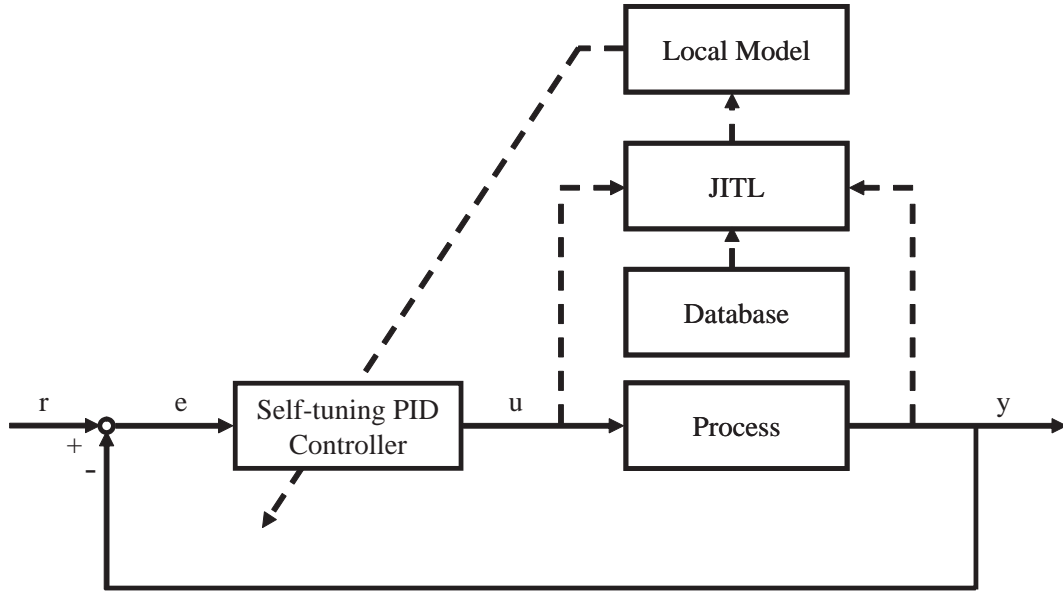 Local Model
JITL
Database
r
e
Self-tuning PID
Controller
u
Process
y
+
-